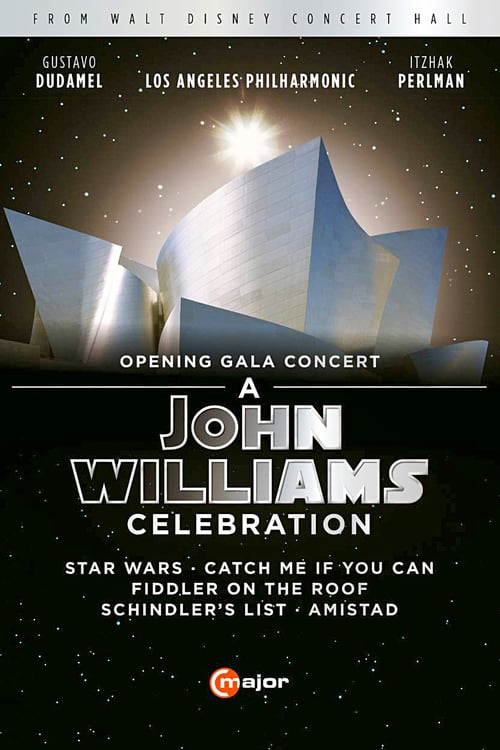 FROM WALT DISNEY CONCERT HALL
GUSTAVO
DUDAMEL
LOS ANGELES PHILHARMONIC
ITZHAK
PERLMAN
OPENING GALA CONCERT
A
JOHN
WILLIAMS
CELEBRATION
STAR WARS · CATCH ME IF YOU CAN
FIDDLER ON THE ROOF
SCHINDLER'S LIST · AMISTAD
C major